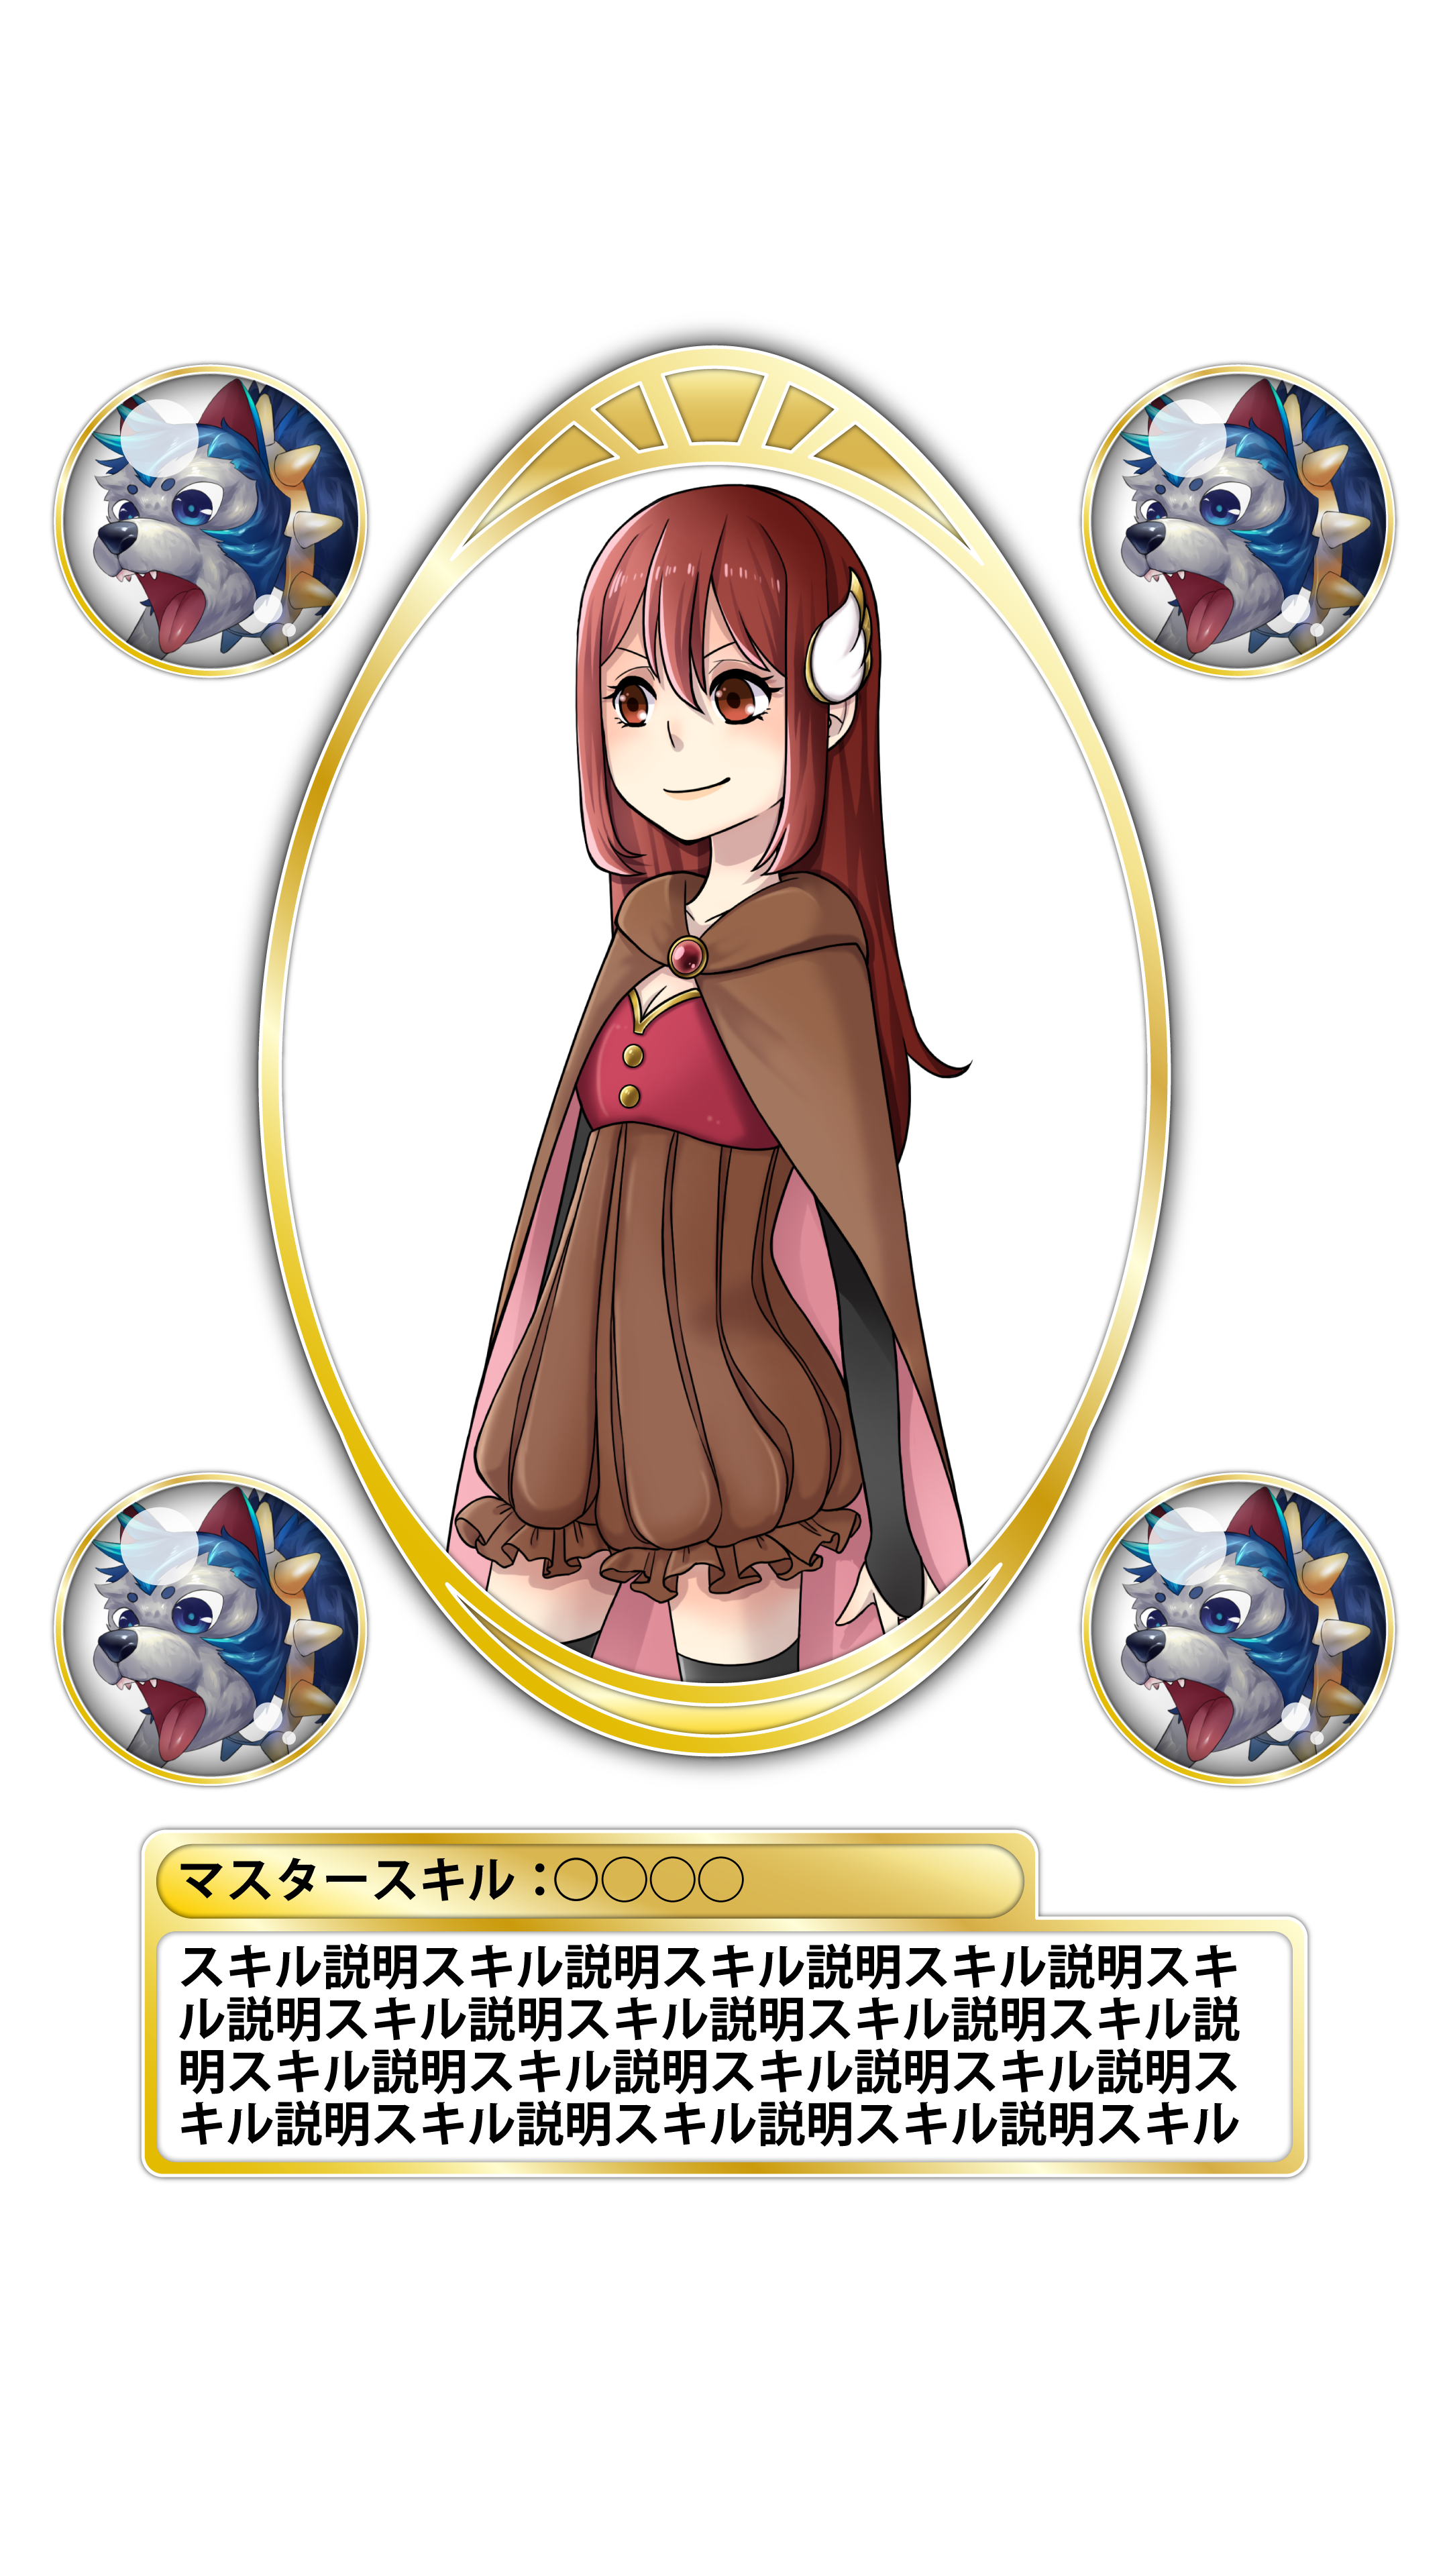 マスタースキル：○○○○
スキル説明スキル説明スキル説明スキル説明スキ
ル説明スキル説明スキル説明スキル説明スキル説
明スキル説明スキル説明スキル説明スキル説明ス
キル説明スキル説明スキル説明スキル説明スキル